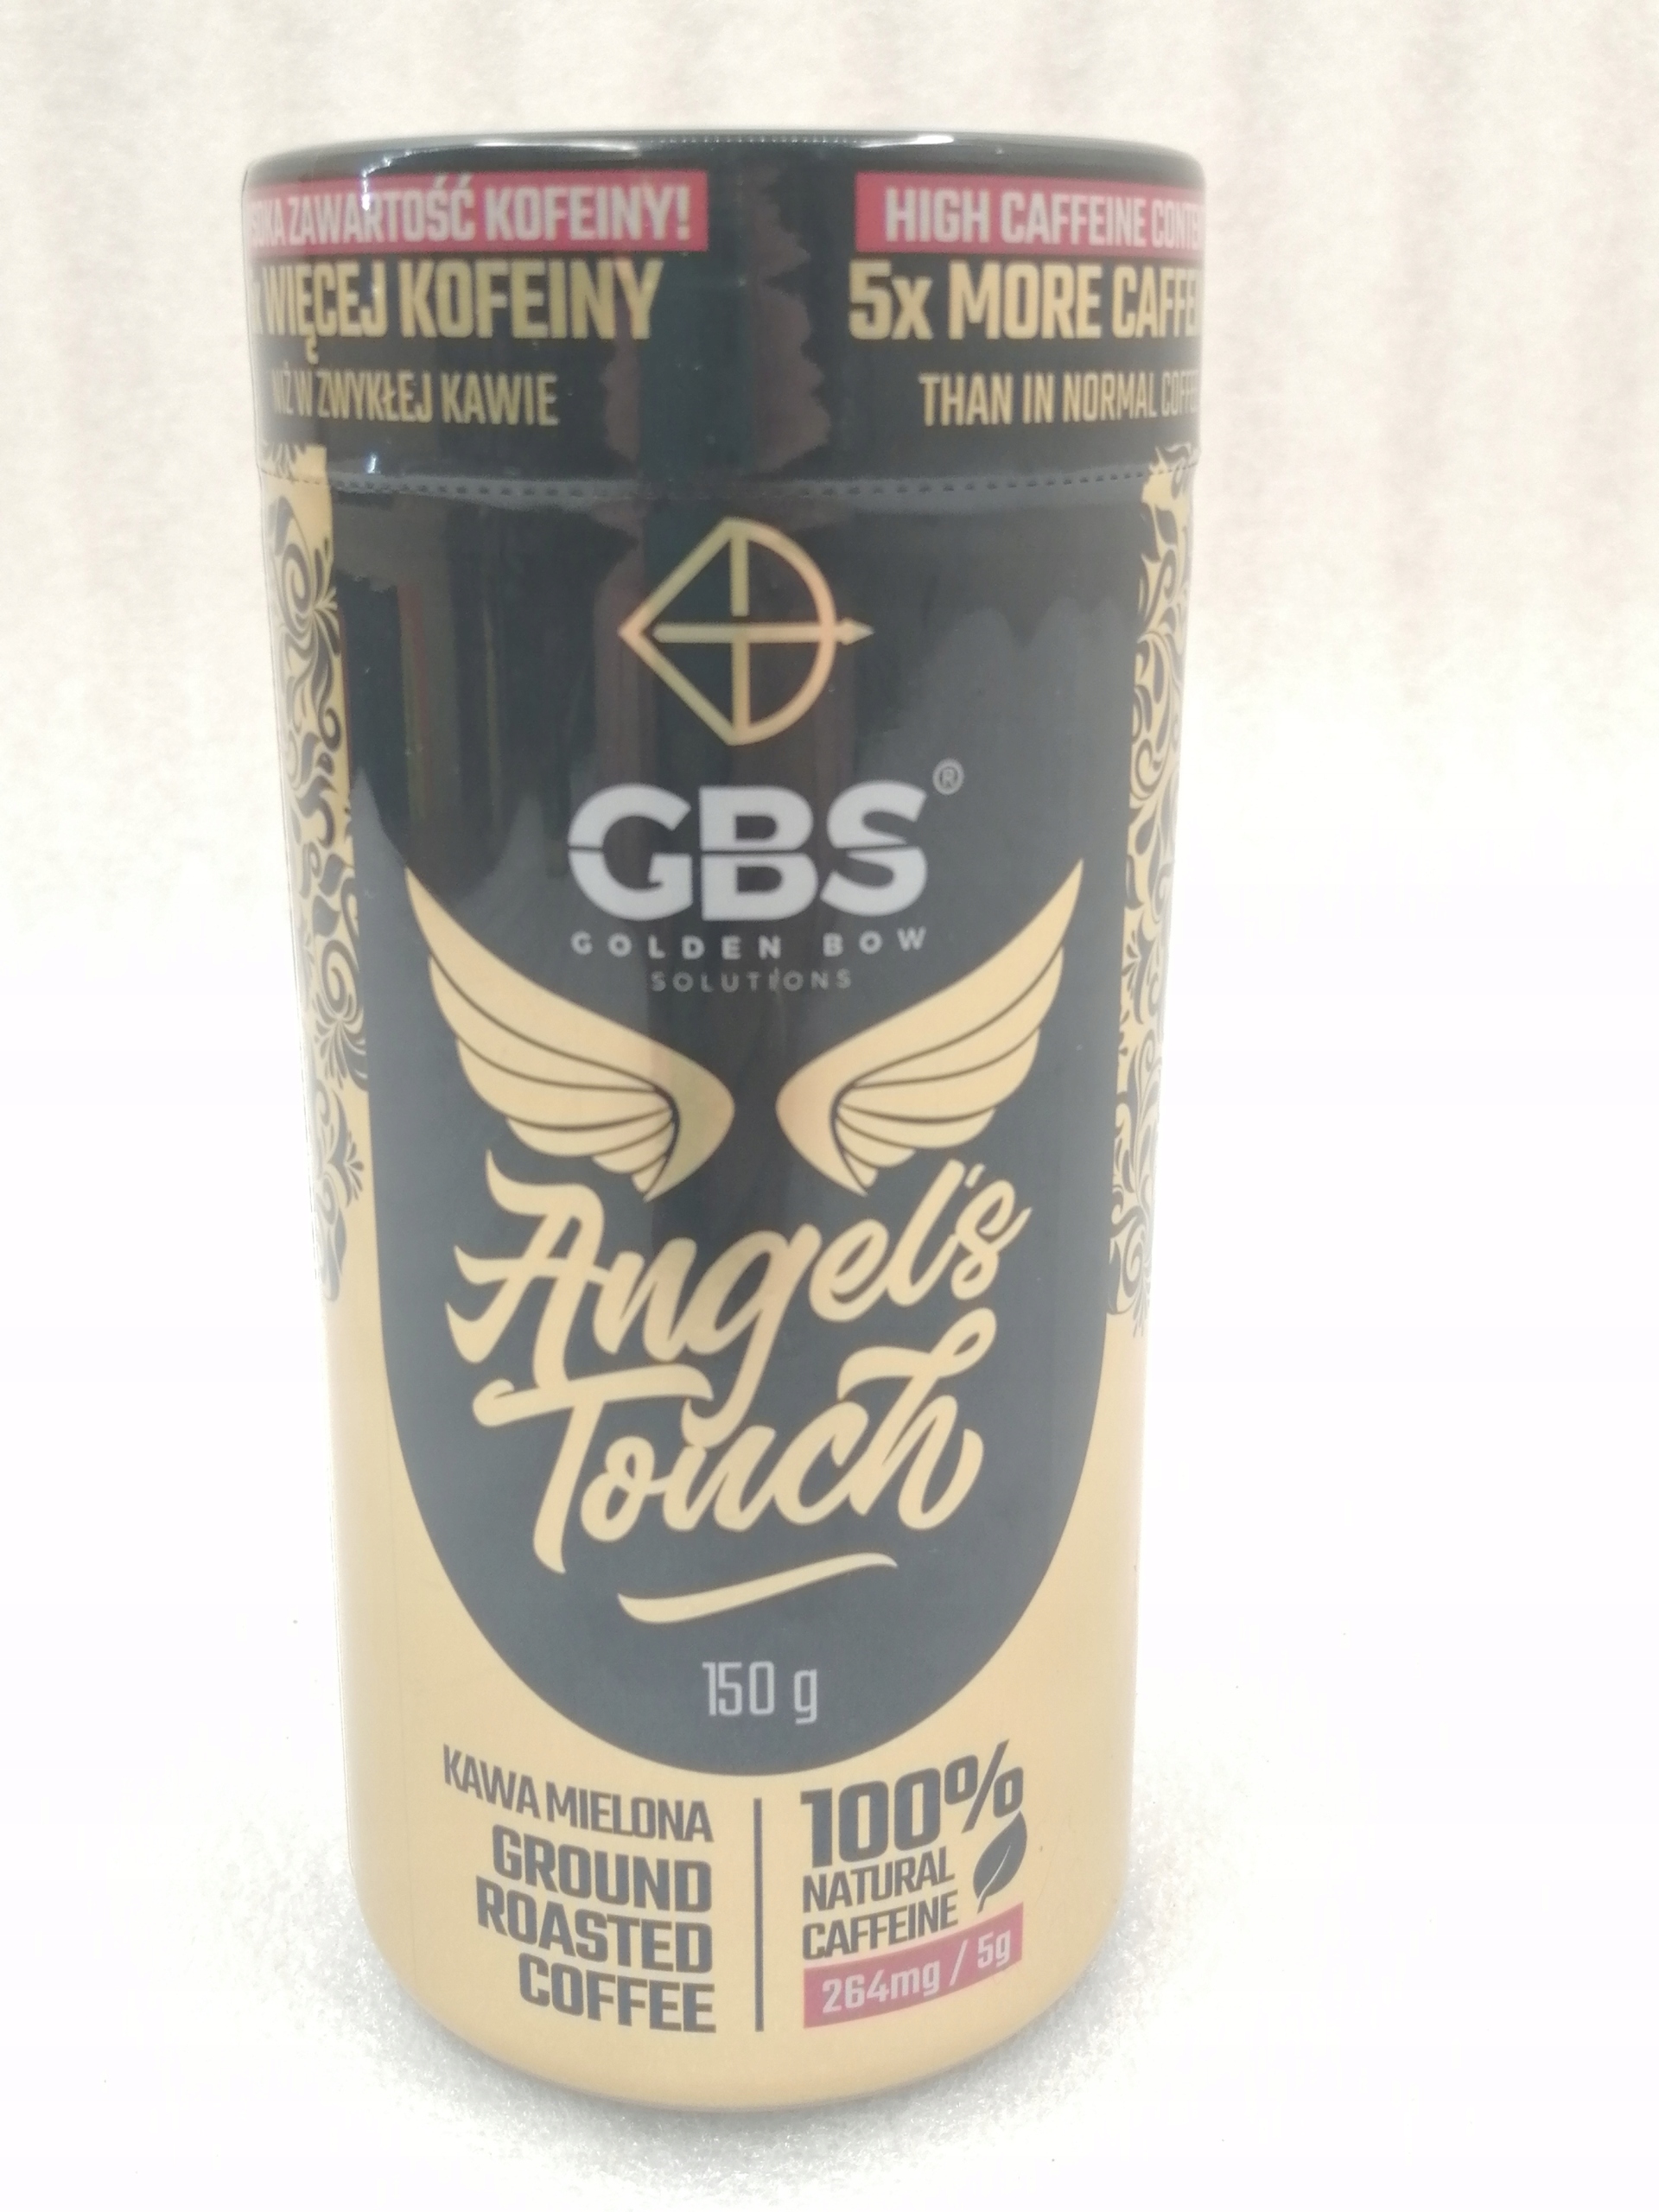 ZAWARTOŚĆ KOFEINY!
WIĘCEJ KOFEINY
NIŻ W ZWYKŁEJ KAWIE
HIGH CAFFEINE
5x MORE
THAN IN NORMAL
GBS®
GOLDEN BOW
SOLUTIONS
Angel's
Touch
150 g
KAWA MIELONA
GROUND
ROASTED
COFFEE
100%
NATURAL
CAFFEINE
264mg / 5g